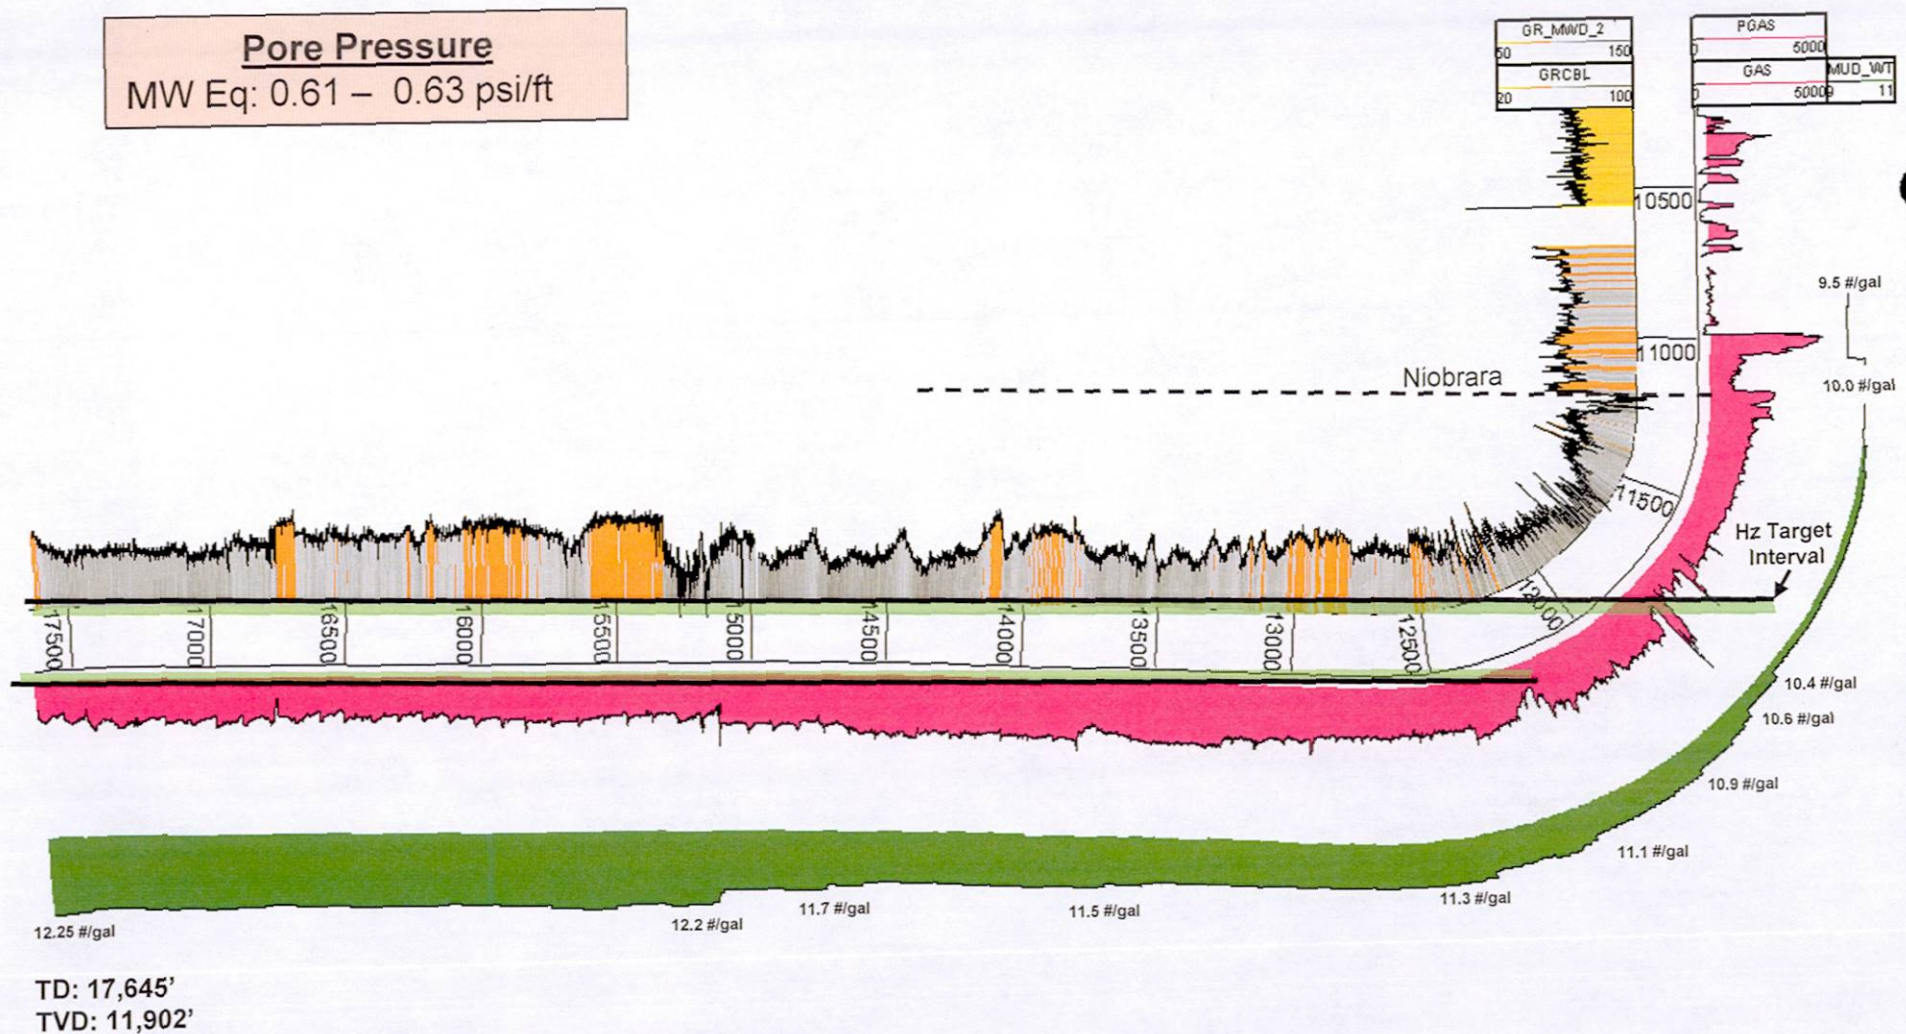 Pore Pressure
MW Eq: 0.61 – 0.63 psi/ft
GR_MWD_2
50 150
GRCBL
20 100
PGAS
0 5000
GAS
0 5000
MUD_WT
9 11
10500
9.5 #/gal
11000
Niobrara
10.0 #/gal
11500
Hz Target
Interval
12000
17500
17000
16500
16000
15500
15000
14500
14000
13500
13000
12500
10.4 #/gal
10.6 #/gal
10.9 #/gal
11.1 #/gal
11.3 #/gal
11.5 #/gal
11.7 #/gal
12.2 #/gal
12.25 #/gal
TD: 17,645’
TVD: 11,902’